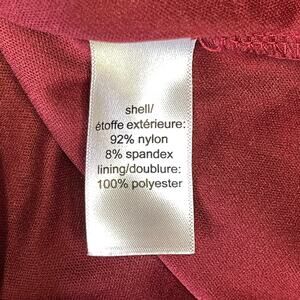 shell/
étoffe extérieure:
92% nylon
8% spandex
lining/doublure:
100% polyester